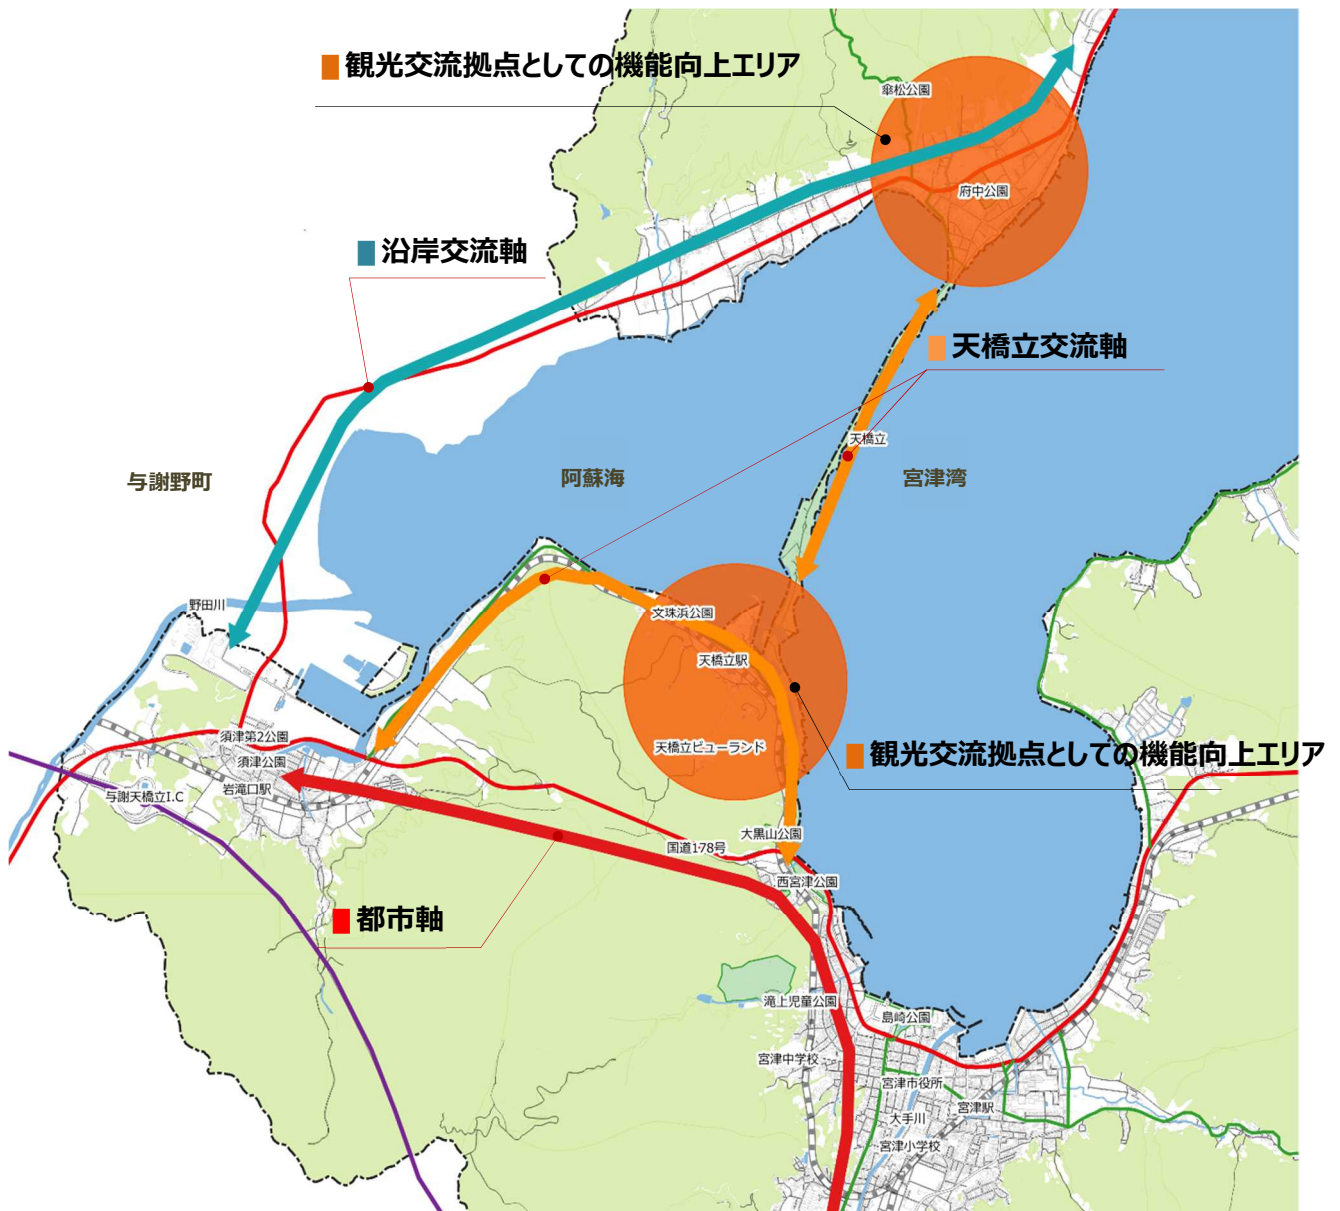 観光交流拠点としての機能向上エリア
傘松公園
府中公園
沿岸交流軸
天橋立交流軸
天橋立
与謝野町
阿蘇海
宮津湾
野田川
文珠浜公園
天橋立駅
須津第2公園
須津公園
天橋立ビューランド
観光交流拠点としての機能向上エリア
岩滝口駅
与謝天橋立I.C
大黒山公園
国道178号
西宮津公園
都市軸
滝上児童公園
島崎公園
宮津中学校
宮津市役所
宮津駅
大手川
宮津小学校